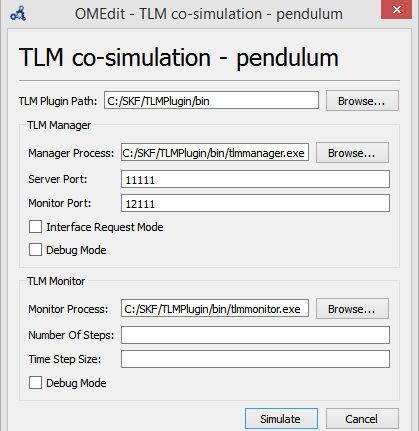 OMEdit - TLM co-simulation - pendulum
TLM co-simulation - pendulum
TLM Plugin Path: C:/SKF/TLMPlugin/bin Browse...
TLM Manager
Manager Process: C:/SKF/TLMPlugin/bin/tlmmanager.exe Browse...
Server Port: 11111
Monitor Port: 12111
Interface Request Mode
Debug Mode
TLM Monitor
Monitor Process: C:/SKF/TLMPlugin/bin/tlmmonitor.exe Browse...
Number Of Steps:
Time Step Size:
Debug Mode
Simulate Cancel